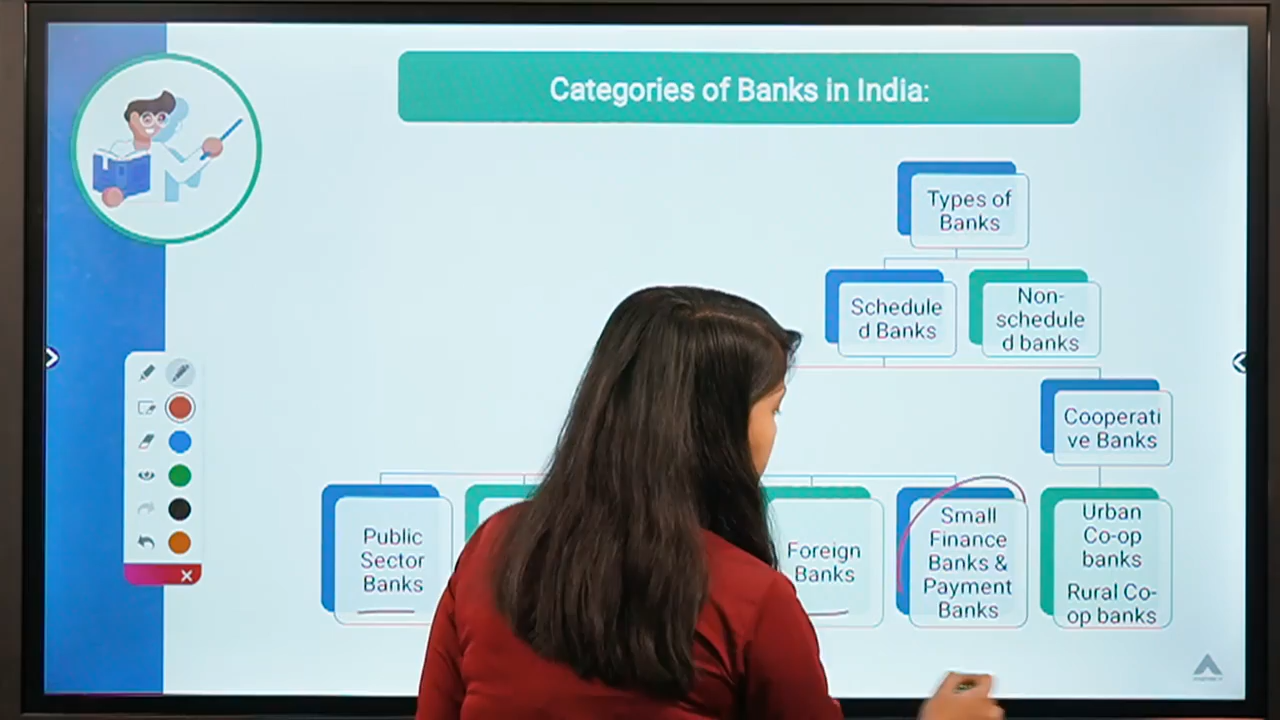 Categories of Banks in India:
Types of
Banks
Schedule
d Banks
Non-
schedule
d banks
Cooperati
ve Banks
Public
Sector
Banks
Foreign
Banks
Small
Finance
Banks &
Payment
Banks
Urban
Co-op
banks
Rural Co-
op banks